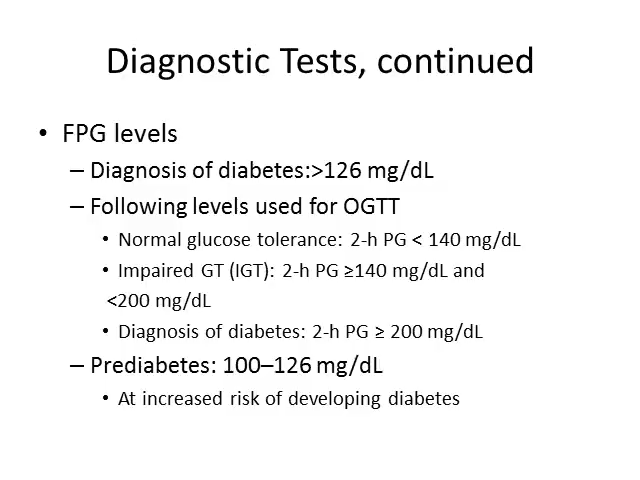 Diagnostic Tests, continued
• FPG levels
– Diagnosis of diabetes:>126 mg/dL
– Following levels used for OGTT
• Normal glucose tolerance: 2-h PG < 140 mg/dL
• Impaired GT (IGT): 2-h PG ≥140 mg/dL and
<200 mg/dL
• Diagnosis of diabetes: 2-h PG ≥ 200 mg/dL
– Prediabetes: 100–126 mg/dL
• At increased risk of developing diabetes